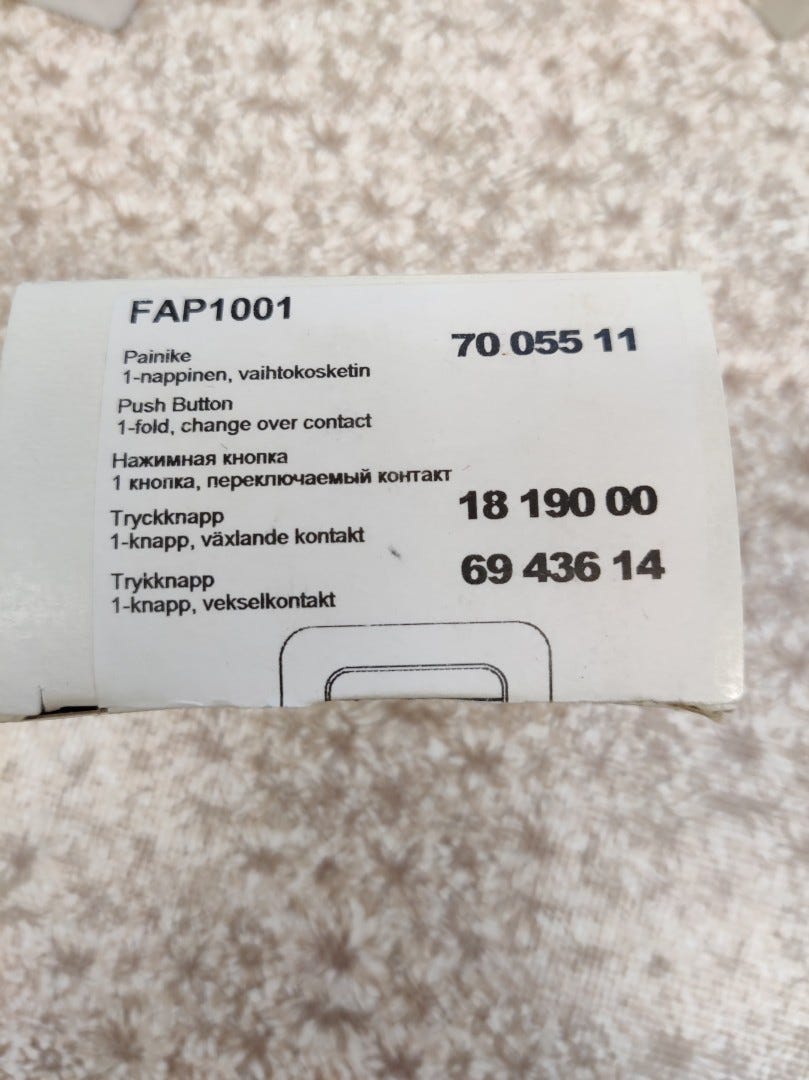 FAP1001
Painike 70 055 11
1-nappinen, vaihtokosketin
Push Button
1-fold, change over contact
Нажимная кнопка
1 кнопка, переключаемый контакт
Tryckknapp 18 190 00
1-knapp, växlande kontakt
Trykknapp 69 436 14
1-knapp, vekselkontakt